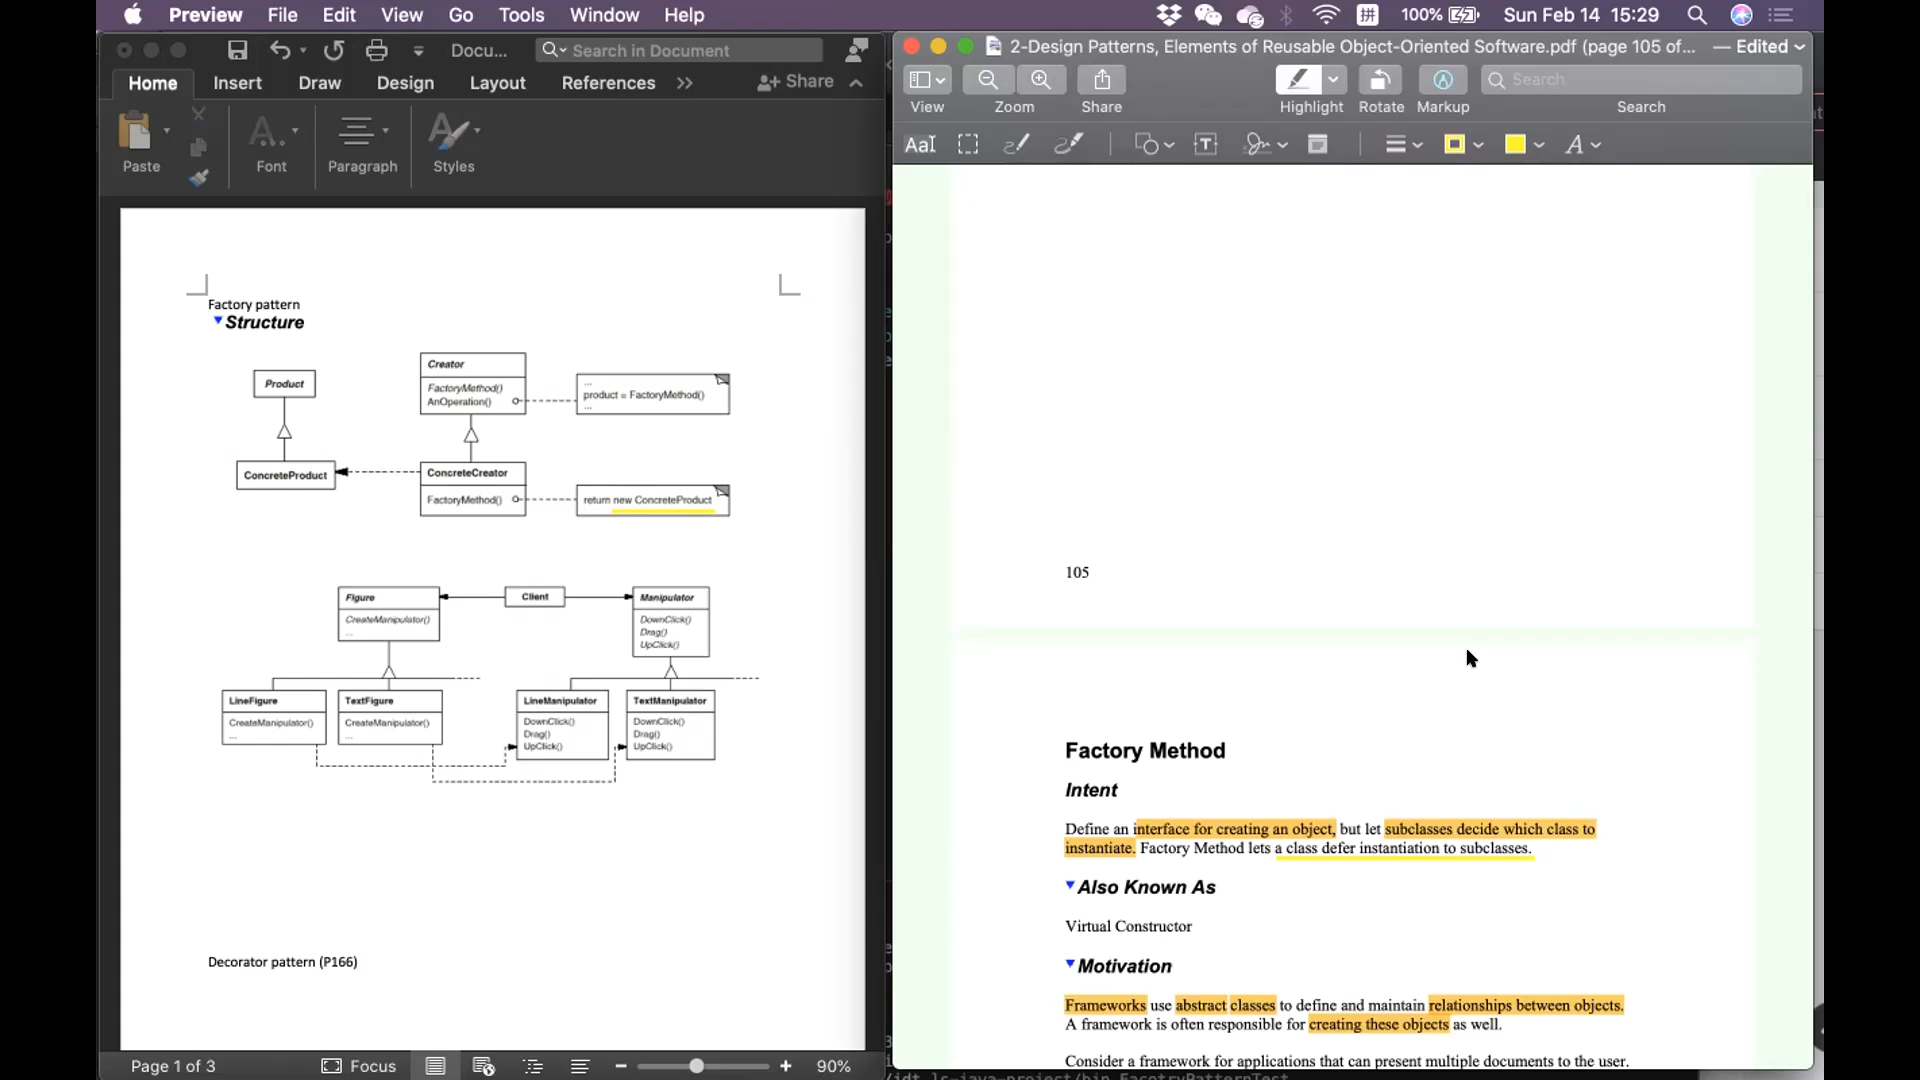 Preview File Edit View Go Tools Window Help
拼 100% Sun Feb 14 15:29
Docu... Search in Document
Home Insert Draw Design Layout References >> Share
Paste Font Paragraph Styles
Factory pattern
Structure
Product
Creator
FactoryMethod()
AnOperation()
...
product = FactoryMethod()
...
ConcreteProduct
ConcreteCreator
FactoryMethod()
return new ConcreteProduct
Figure
CreateManipulator()
...
Client
Manipulator
DownClick()
Drag()
UpClick()
LineFigure
CreateManipulator()
...
TextFigure
CreateManipulator()
...
LineManipulator
DownClick()
Drag()
UpClick()
TextManipulator
DownClick()
Drag()
UpClick()
Decorator pattern (P166)
Page 1 of 3 Focus 90%
2-Design Patterns, Elements of Reusable Object-Oriented Software.pdf (page 105 of... — Edited
Search
View Zoom Share Highlight Rotate Markup Search
AaI T A
105
Factory Method
Intent
Define an interface for creating an object, but let subclasses decide which class to
instantiate. Factory Method lets a class defer instantiation to subclasses.
Also Known As
Virtual Constructor
Motivation
Frameworks use abstract classes to define and maintain relationships between objects.
A framework is often responsible for creating these objects as well.
Consider a framework for applications that can present multiple documents to the user.